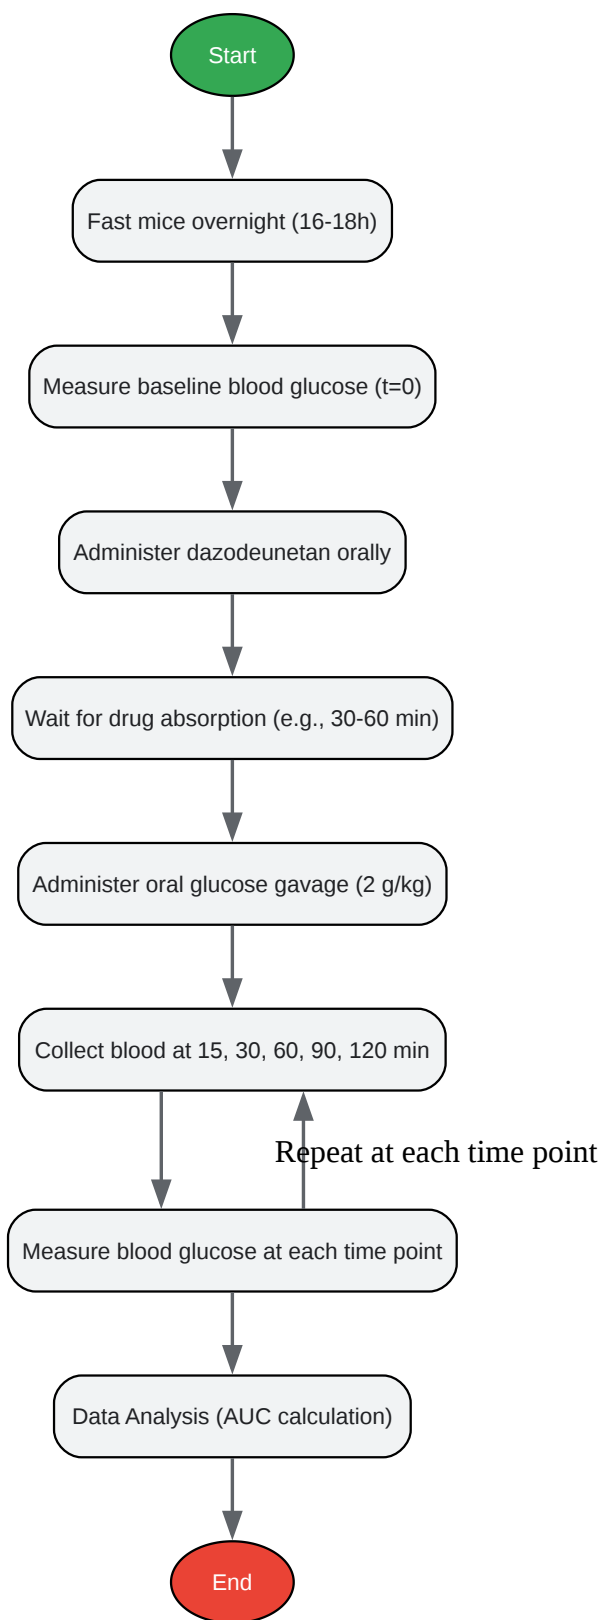 Start
Fast mice overnight (16-18h)
Measure baseline blood glucose (t=0)
Administer dazodeunetan orally
Wait for drug absorption (e.g., 30-60 min)
Administer oral glucose gavage (2 g/kg)
Collect blood at 15, 30, 60, 90, 120 min
Repeat at each time point
Measure blood glucose at each time point
Data Analysis (AUC calculation)
End